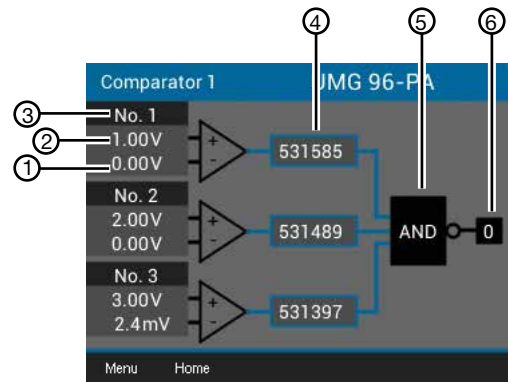 ④ ⑤ ⑥
Comparator 1 UMG 96-PA
③ No. 1
② 1.00V
① 0.00V
+
-
531585
No. 2
2.00V
0.00V
+
-
531489
AND 0
No. 3
3.00V
2.4mV
+
-
531397
Menu Home